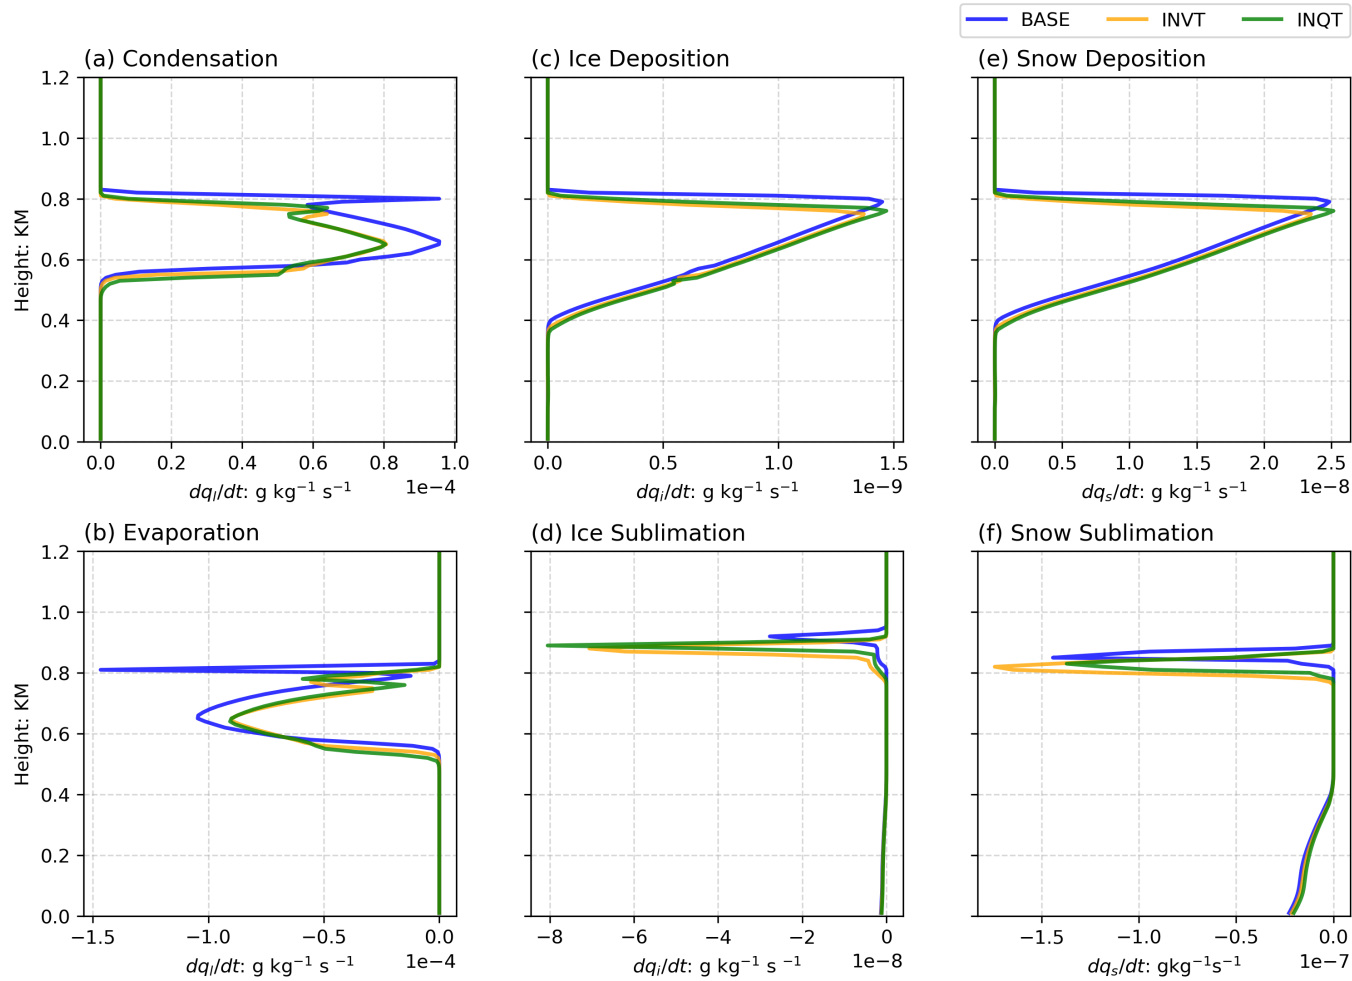 BASE INVT INQT
(a) Condensation (c) Ice Deposition (e) Snow Deposition
1.2
1.0
0.8
0.6
0.4
0.2
0.0
Height: KM
0.0 0.2 0.4 0.6 0.8 1.0
0.0 0.5 1.0 1.5
0.0 0.5 1.0 1.5 2.0 2.5
1e−4
1e−9
1e−8
dq_l/dt: g kg⁻¹ s⁻¹
dq_i/dt: g kg⁻¹ s⁻¹
dq_s/dt: g kg⁻¹ s⁻¹
(b) Evaporation (d) Ice Sublimation (f) Snow Sublimation
1.2
1.0
0.8
0.6
0.4
0.2
0.0
Height: KM
−1.5 −1.0 −0.5 0.0
−8 −6 −4 −2 0
−1.5 −1.0 −0.5 0.0
1e−4
1e−8
1e−7
dq_l/dt: g kg⁻¹ s ⁻¹
dq_i/dt: g kg⁻¹ s⁻¹
dq_s/dt: gkg⁻¹s⁻¹